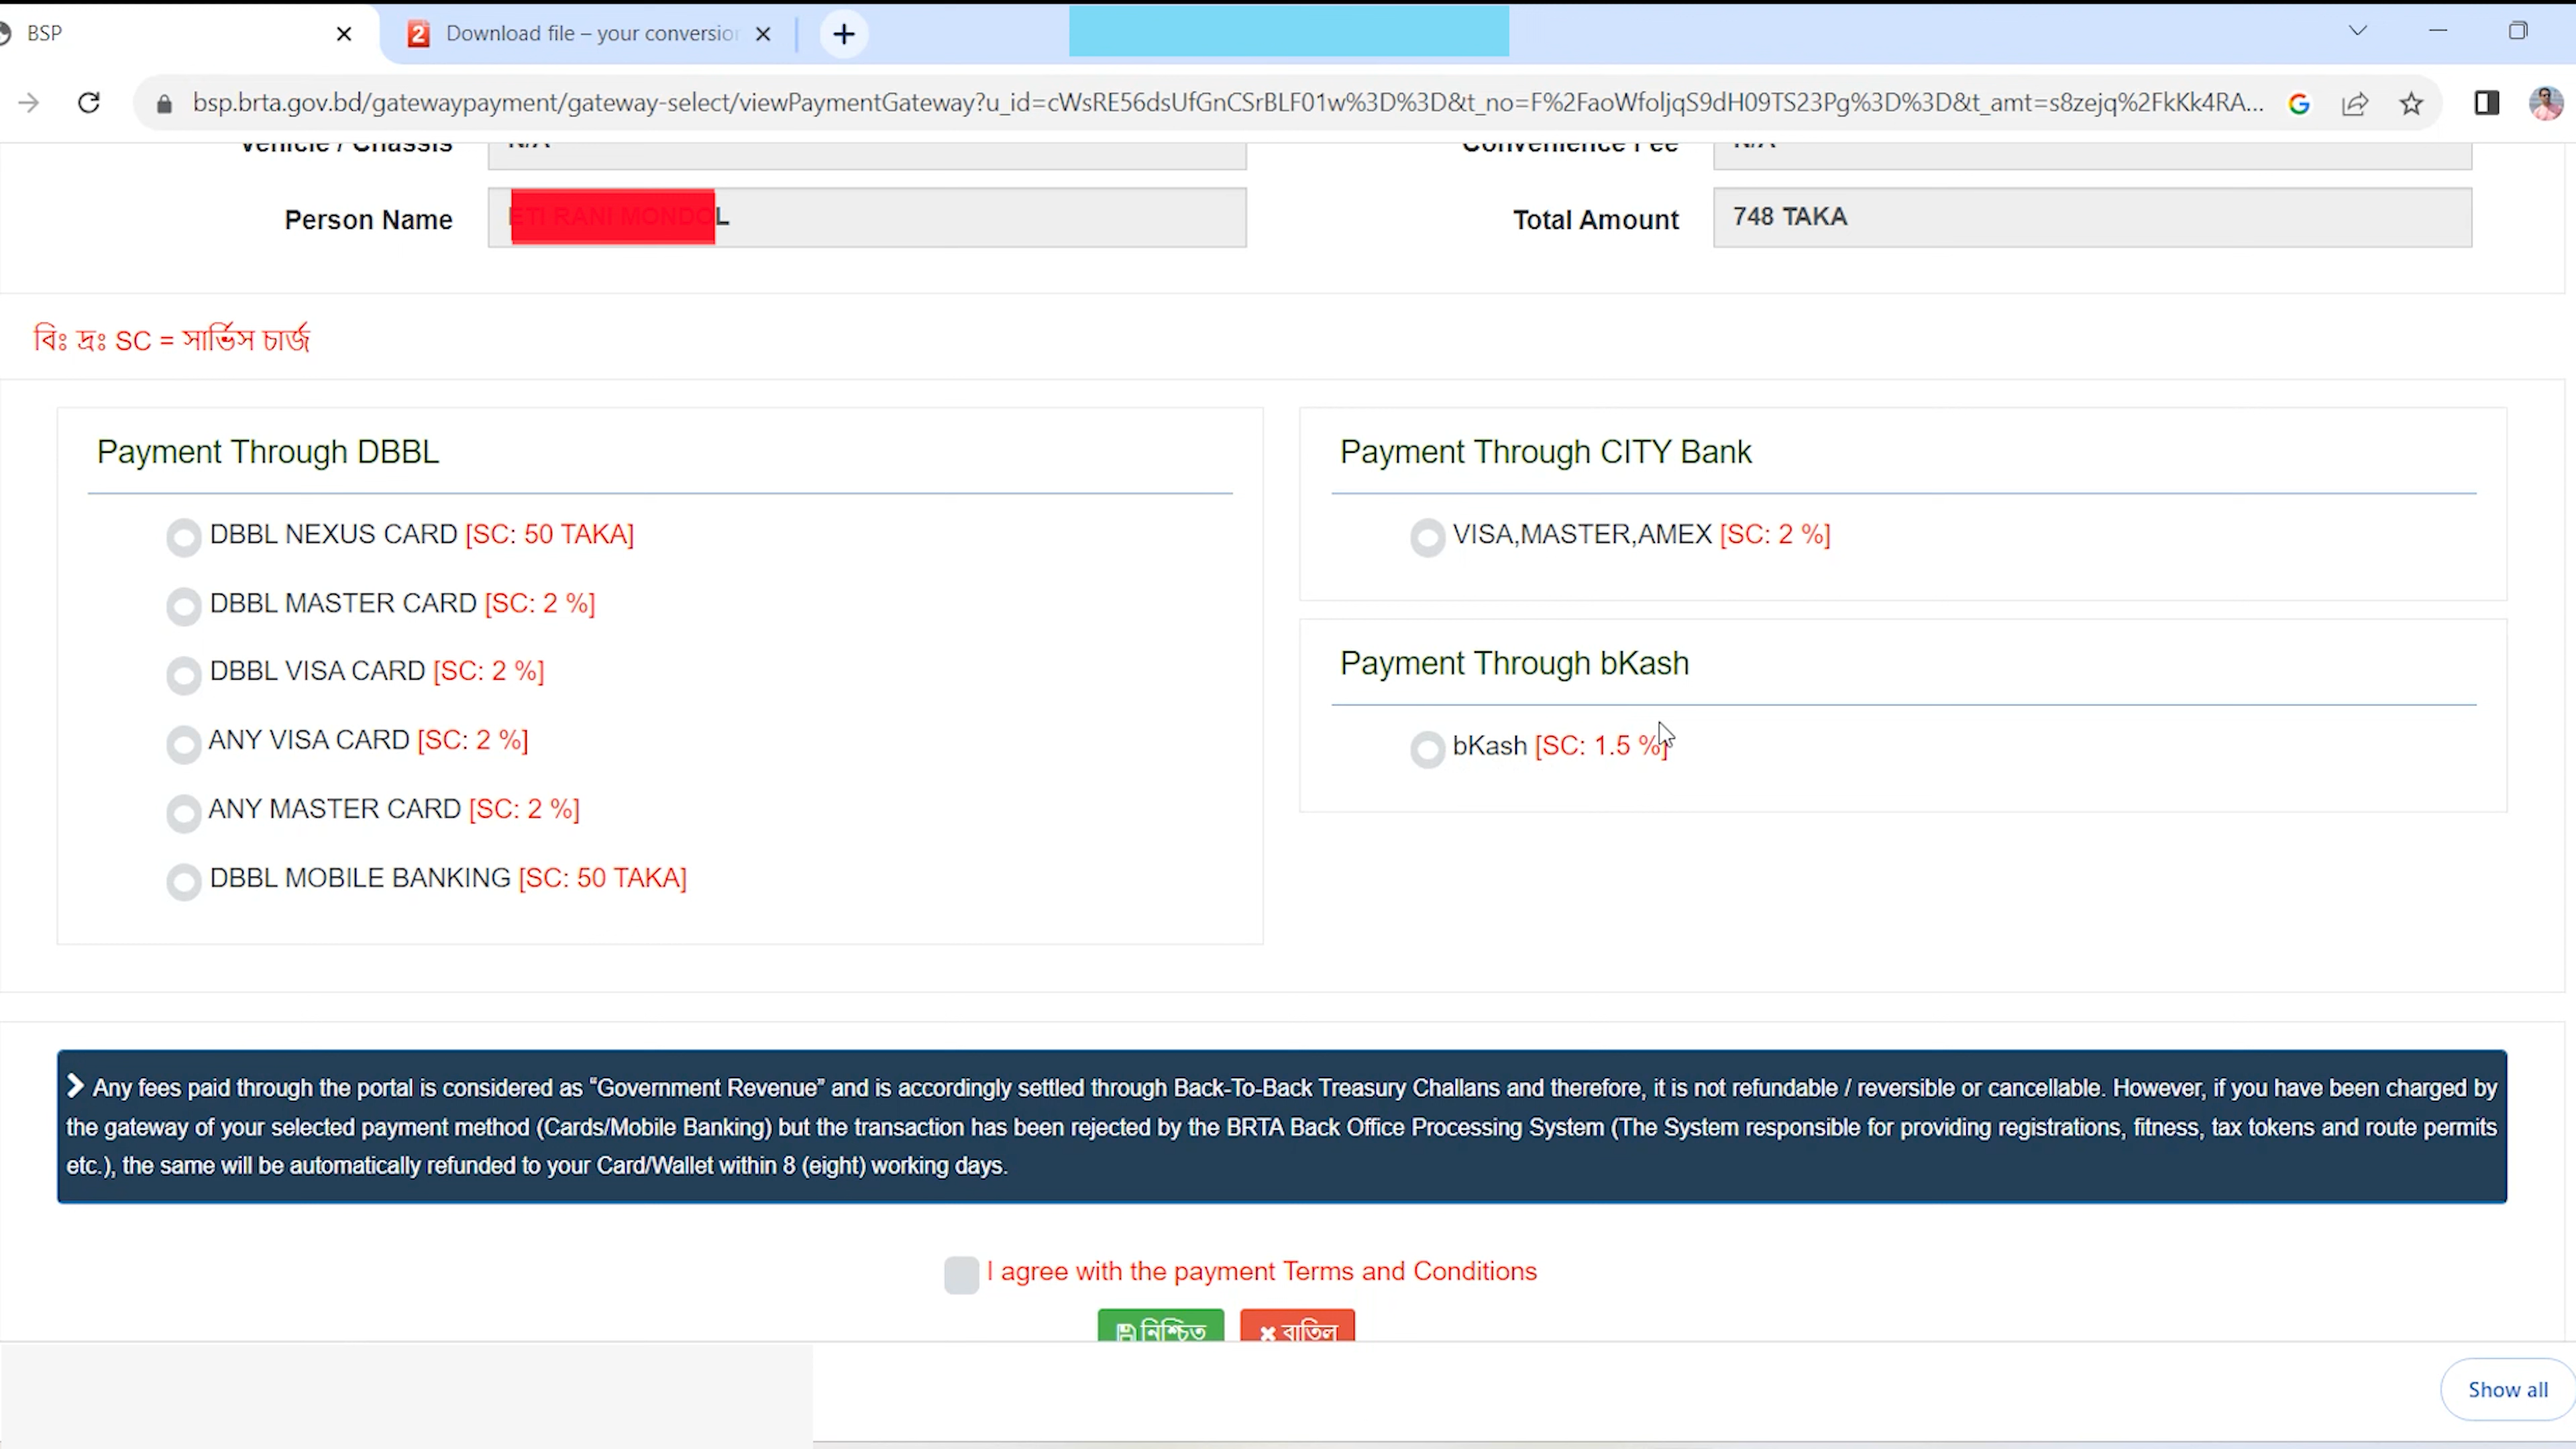 BSP
Download file – your conversion
bsp.brta.gov.bd/gatewaypayment/gateway-select/viewPaymentGateway?u_id=cWsRE56dsUfGnCSrBLF01w%3D%3D&t_no=F%2FaoWfoljqS9dH09TS23Pg%3D%3D&t_amt=s8zejq%2FkKk4RA...
Vehicle / Chassis N/A Convenience Fee N/A
Person Name Total Amount 748 TAKA
বিঃ দ্রঃ SC = সার্ভিস চার্জ
Payment Through DBBL
DBBL NEXUS CARD [SC: 50 TAKA]
DBBL MASTER CARD [SC: 2 %]
DBBL VISA CARD [SC: 2 %]
ANY VISA CARD [SC: 2 %]
ANY MASTER CARD [SC: 2 %]
DBBL MOBILE BANKING [SC: 50 TAKA]
Payment Through CITY Bank
VISA,MASTER,AMEX [SC: 2 %]
Payment Through bKash
bKash [SC: 1.5 %]
Any fees paid through the portal is considered as “Government Revenue” and is accordingly settled through Back-To-Back Treasury Challans and therefore, it is not refundable / reversible or cancellable. However, if you have been charged by
the gateway of your selected payment method (Cards/Mobile Banking) but the transaction has been rejected by the BRTA Back Office Processing System (The System responsible for providing registrations, fitness, tax tokens and route permits
etc.), the same will be automatically refunded to your Card/Wallet within 8 (eight) working days.
I agree with the payment Terms and Conditions
নিশ্চিত বাতিল
Show all